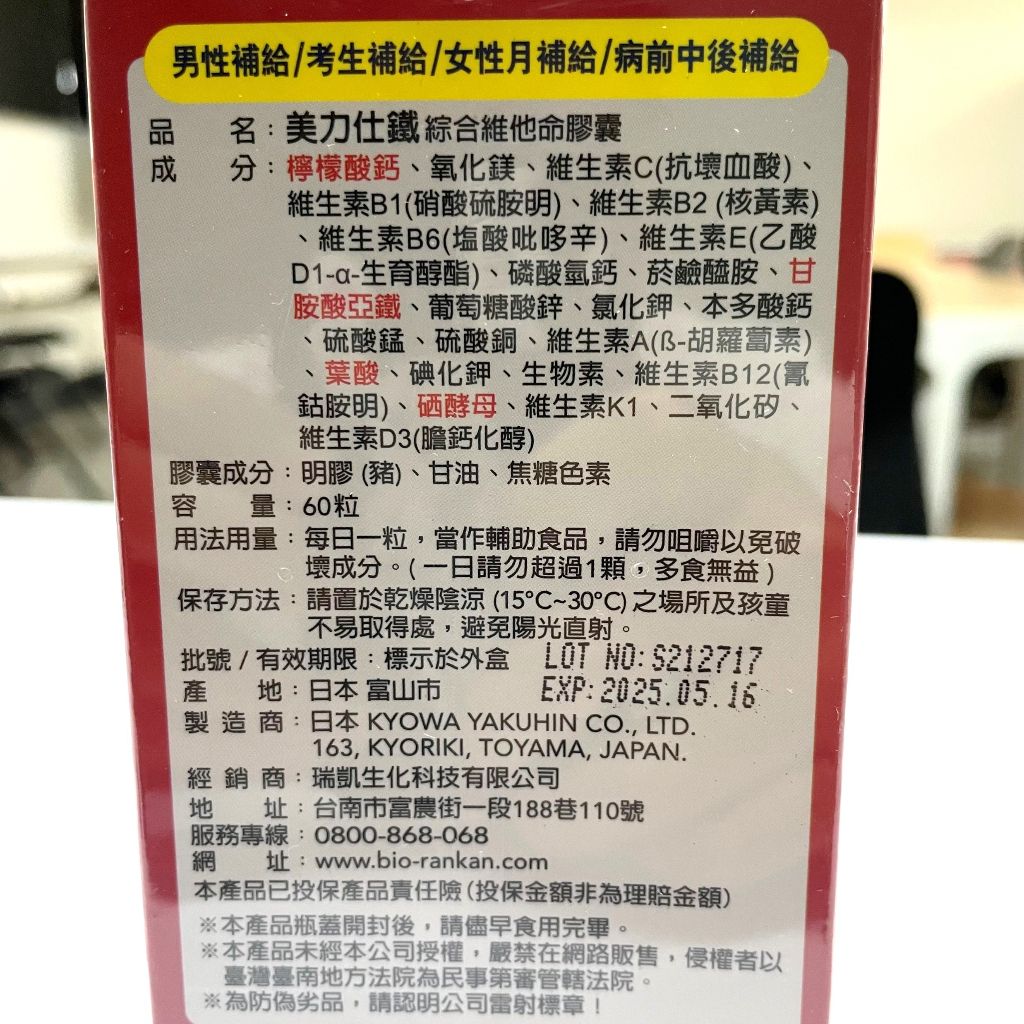 男性補給/考生補給/女性月補給/病前中後補給
品　　名：美力仕鐵 綜合維他命膠囊
成　　分：檸檬酸鈣、氧化鎂、維生素C(抗壞血酸)、
維生素B1(硝酸硫胺明)、維生素B2 (核黃素)
、維生素B6(塩酸吡哆辛)、維生素E(乙酸
D1-α-生育醇酯)、磷酸氫鈣、菸鹼醯胺、甘
胺酸亞鐵、葡萄糖酸鋅、氯化鉀、本多酸鈣
、硫酸錳、硫酸銅、維生素A(ß-胡蘿蔔素)
、葉酸、碘化鉀、生物素、維生素B12(氰
鈷胺明)、硒酵母、維生素K1、二氧化矽、
維生素D3(膽鈣化醇)
膠囊成分：明膠 (豬)、甘油、焦糖色素
容　　量：60粒
用法用量：每日一粒，當作輔助食品，請勿咀嚼以免破
壞成分。(一日請勿超過1顆，多食無益)
保存方法：請置於乾燥陰涼 (15°C~30°C) 之場所及孩童
不易取得處，避免陽光直射。
批號 / 有效期限：標示於外盒 LOT NO: S212717
產　　地：日本 富山市 EXP: 2025.05.16
製 造 商：日本 KYOWA YAKUHIN CO., LTD.
163, KYORIKI, TOYAMA, JAPAN.
經 銷 商：瑞凱生化科技有限公司
地　　址：台南市富農街一段188巷110號
服務專線：0800-868-068
網　　址：www.bio-rankan.com
本產品已投保產品責任險(投保金額非為理賠金額)
※本產品瓶蓋開封後，請儘早食用完畢。
※本產品未經本公司授權，嚴禁在網路販售，侵權者以
臺灣臺南地方法院為民事第審管轄法院。
※為防偽劣品，請認明公司雷射標章！